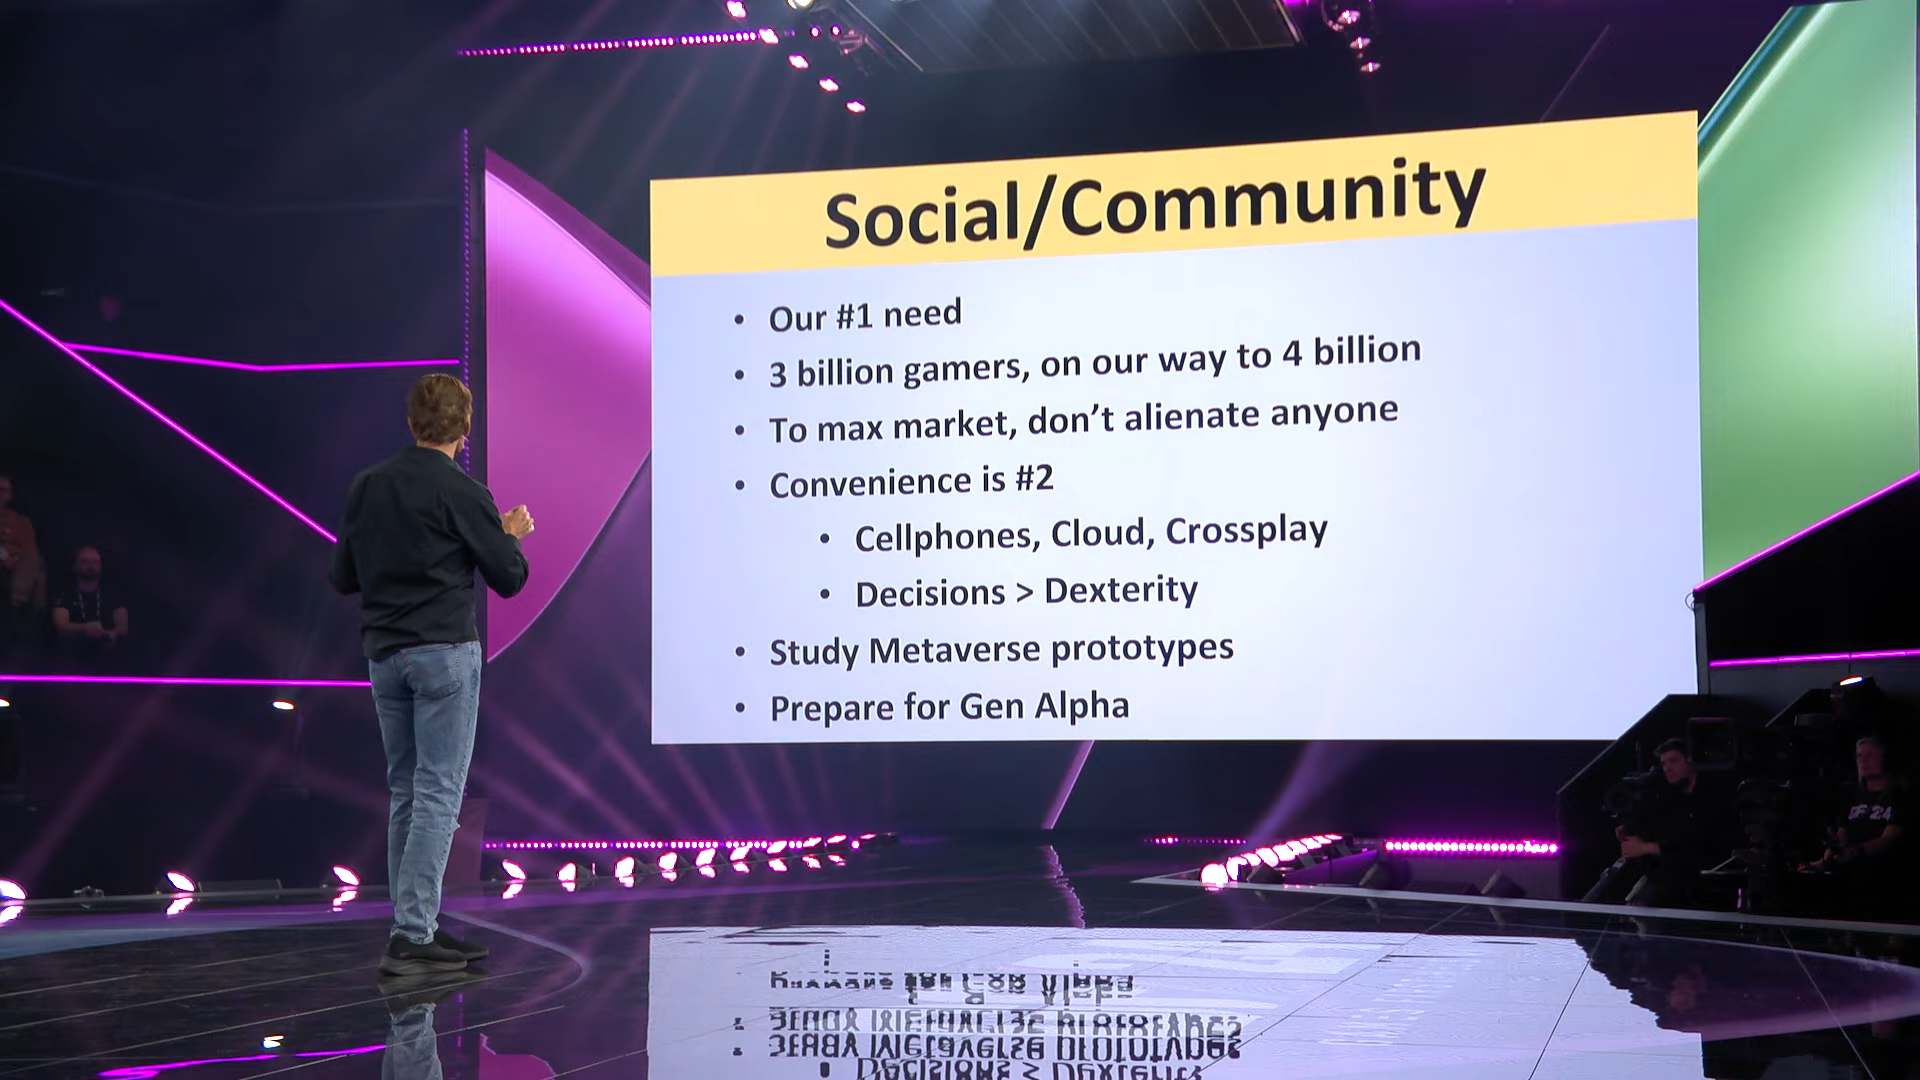 Social/Community
• Our #1 need
• 3 billion gamers, on our way to 4 billion
• To max market, don’t alienate anyone
• Convenience is #2
• Cellphones, Cloud, Crossplay
• Decisions > Dexterity
• Study Metaverse prototypes
• Prepare for Gen Alpha